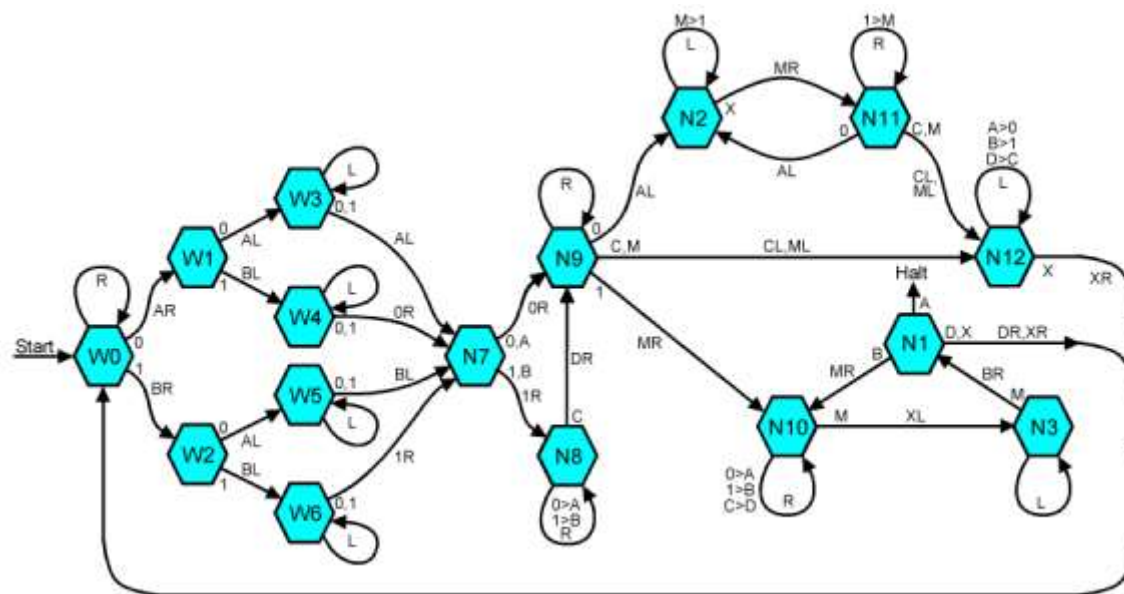 M>1
L
1>M
R
MR
N2
X
N11
0
C,M
AL
A>0
B>1
D>C
L
CL,
ML
L
W3
0,1
R
AL
0
AL
W1
1
BL
AL
N9
0
C,M
CL,ML
1
N12
X
XR
Halt
A
R
AR
L
W4
0,1
0R
0R
Start
W0
0
1
BR
N7
0,A
1,B
1R
DR
MR
N1
D,X
DR,XR
B
MR
BR
0,1
BL
W5
L
0
AL
W2
1
BL
C
N8
N10
M
XL
M
N3
1R
W6
0,1
L
0>A
1>B
R
0>A
1>B
C>D
R
L